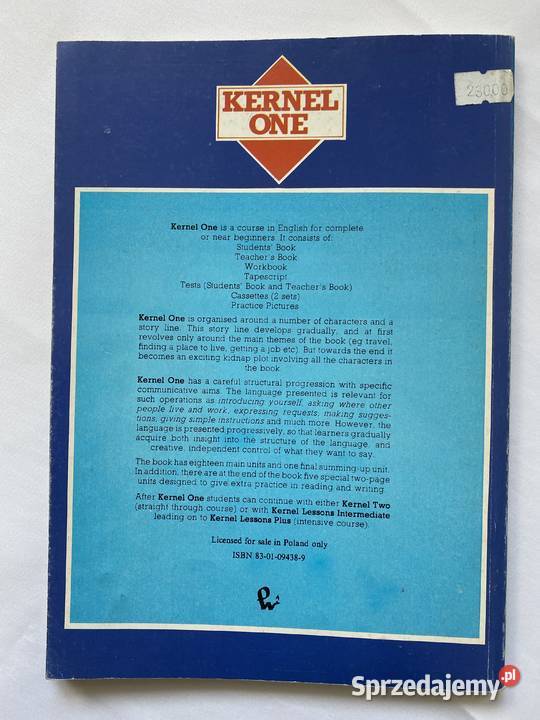 KERNEL
ONE
23000
Kernel One is a course in English for complete
or near beginners. It consists of:
Students' Book
Teacher's Book
Workbook
Tapescript
Tests (Students' Book and Teacher's Book)
Cassettes (2 sets)
Practice Pictures
Kernel One is organised around a number of characters and a
story line. This story line develops gradually, and at first
revolves only around the main themes of the book (eg travel,
finding a place to live, getting a job etc). But towards the end it
becomes an exciting kidnap plot involving all the characters in
the book.
Kernel One has a careful structural progression with specific
communicative aims. The language presented is relevant for
such operations as introducing yourself, asking where other
people live and work, expressing requests, making sugges-
tions, giving simple instructions and much more. However, the
language is presented progressively, so that learners gradually
acquire both insight into the structure of the language, and
creative, independent control of what they want to say.
The book has eighteen main units and one final summing-up unit.
In addition, there are at the end of the book five special two-page
units designed to give extra practice in reading and writing.
After Kernel One students can continue with either Kernel Two
(straight through course) or with Kernel Lessons Intermediate
leading on to Kernel Lessons Plus (intensive course).
Licensed for sale in Poland only
ISBN 83-01-09438-9
Sprzedajemy.pl